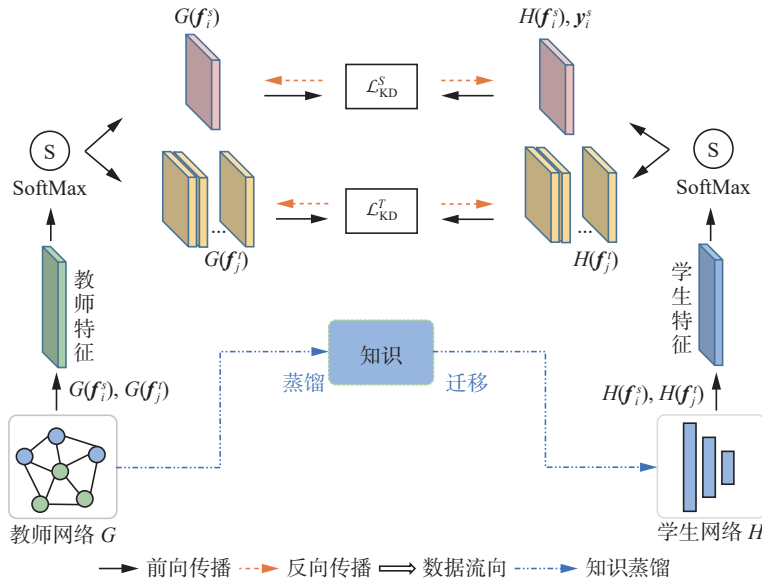 G(f_i^s)
H(f_i^s), y_i^s
L_KD^S
S
SoftMax
S
SoftMax
L_KD^T
...
...
G(f_j^t)
H(f_j^t)
教师特征
学生特征
知识
蒸馏
迁移
G(f_i^s), G(f_j^t)
H(f_i^s), H(f_j^t)
教师网络 G
学生网络 H
前向传播 反向传播 数据流向 知识蒸馏